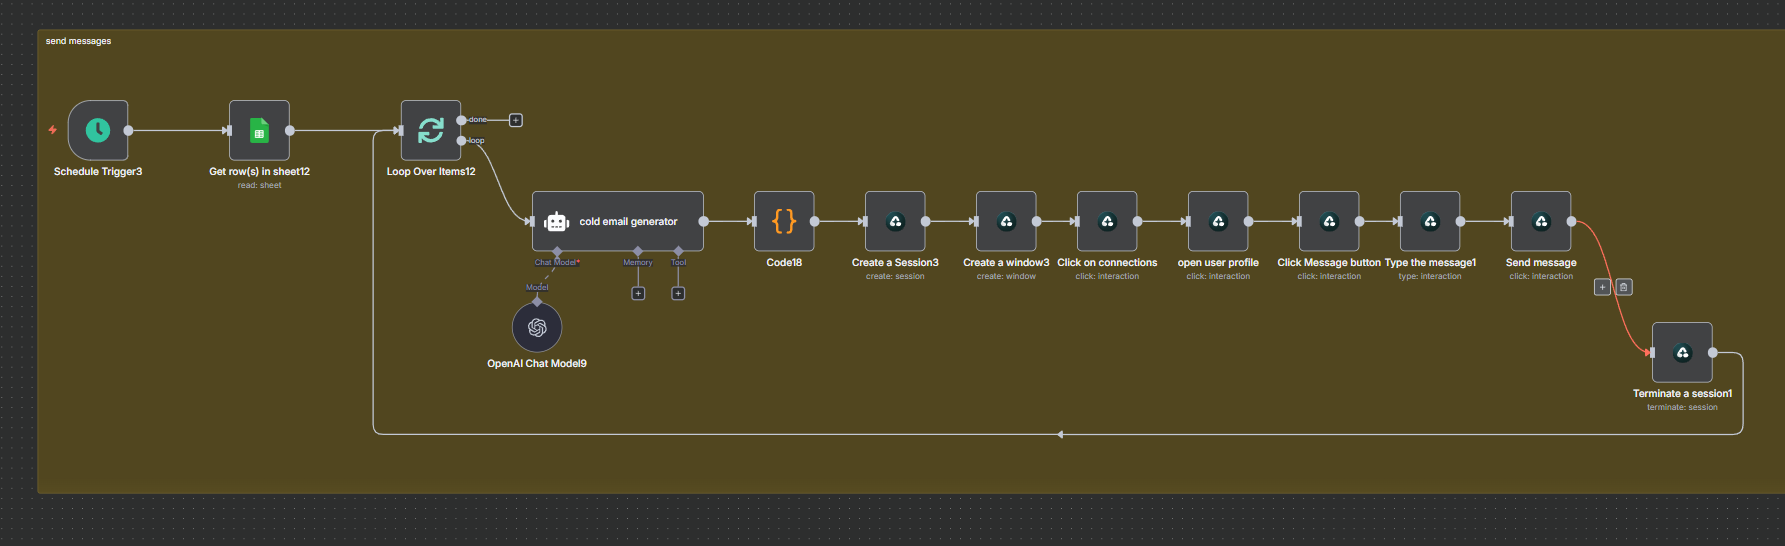 send messages
done
loop
Schedule Trigger3
Get row(s) in sheet12
read: sheet
Loop Over Items12
cold email generator
Chat Model*
Memory
Tool
Model
OpenAI Chat Model9
{}
Code18
Create a Session3
create: session
Create a window3
create: window
Click on connections
click: interaction
open user profile
click: interaction
Click Message button
click: interaction
Type the message1
type: interaction
Send message
click: interaction
Terminate a session1
terminate: session